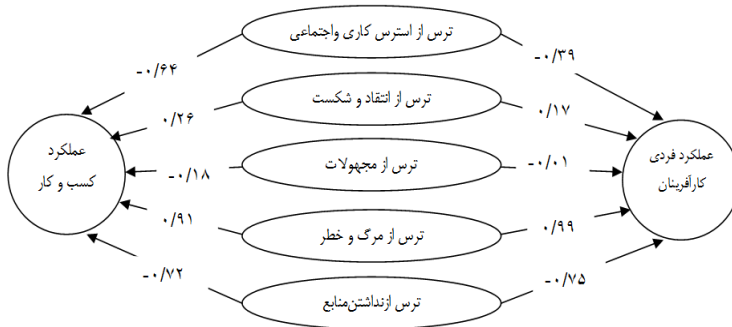 ترس از استرس کاری واجتماعی
-۰/۶۴
-۰/۳۹
ترس از انتقاد و شکست
۰/۲۶
۰/۱۷
عملکرد
کسب و کار
ترس از مجهولات
عملکرد فردی
کارآفرینان
-۰/۱۸
-۰/۰۱
ترس از مرگ و خطر
۰/۹۱
۰/۹۹
-۰/۷۲
-۰/۷۵
ترس ازنداشتن‌منابع